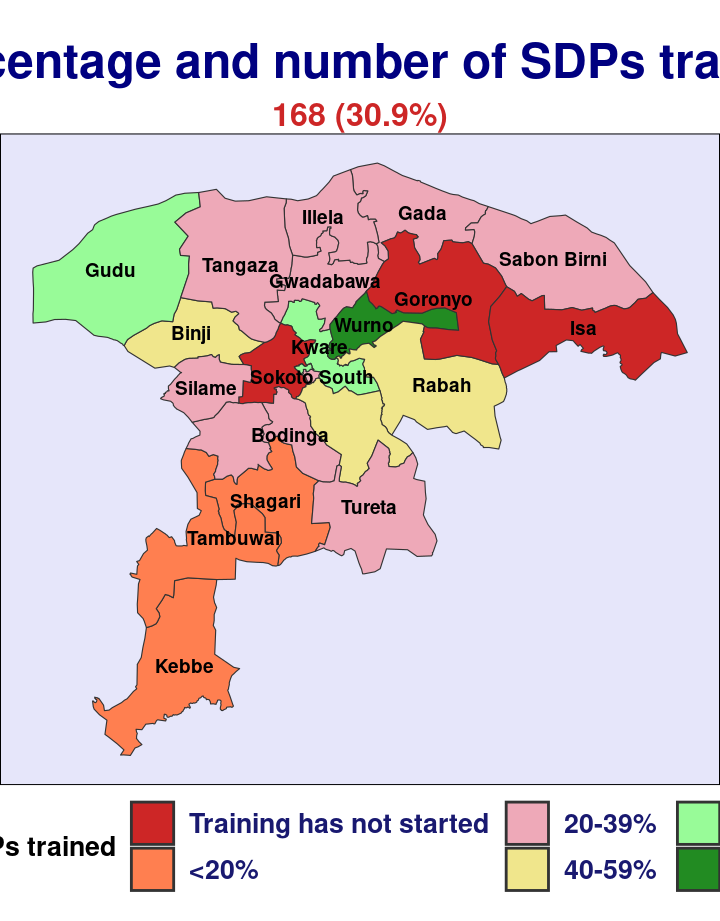 centage and number of SDPs tra
168 (30.9%)
Illela
Gada
Gudu
Tangaza
Sabon Birni
Gwadabawa
Goronyo
Binji
Wurno
Isa
Kware
Silame
Sokoto South
Rabah
Bodinga
Shagari
Tureta
Tambuwal
Kebbe
Ps trained
Training has not started
20-39%
<20%
40-59%